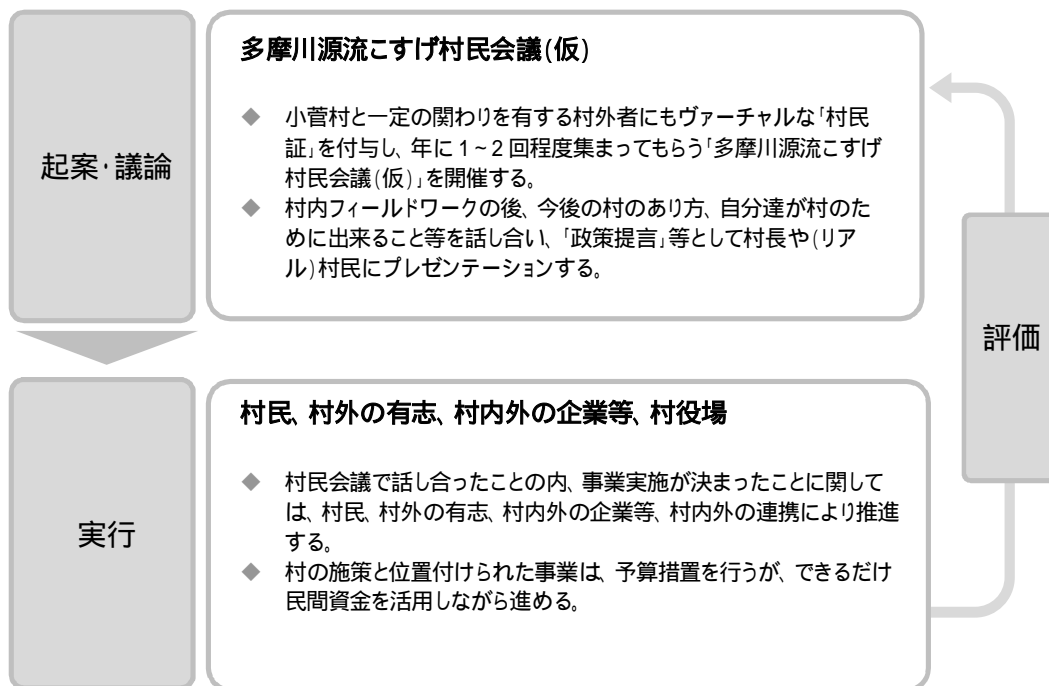 起案・議論
多摩川源流こすげ村民会議(仮)
◆ 小菅村と一定の関わりを有する村外者にもヴァーチャルな「村民
証」を付与し、年に1~2回程度集まってもらう「多摩川源流こすげ
村民会議(仮)」を開催する。
◆ 村内フィールドワークの後、今後の村のあり方、自分達が村のた
めに出来ること等を話し合い、「政策提言」等として村長や(リア
ル)村民にプレゼンテーションする。
評価
実行
村民、村外の有志、村内外の企業等、村役場
◆ 村民会議で話し合ったことの内、事業実施が決まったことに関して
は、村民、村外の有志、村内外の企業等、村内外の連携により推進
する。
◆ 村の施策と位置付けられた事業は、予算措置を行うが、できるだけ
民間資金を活用しながら進める。